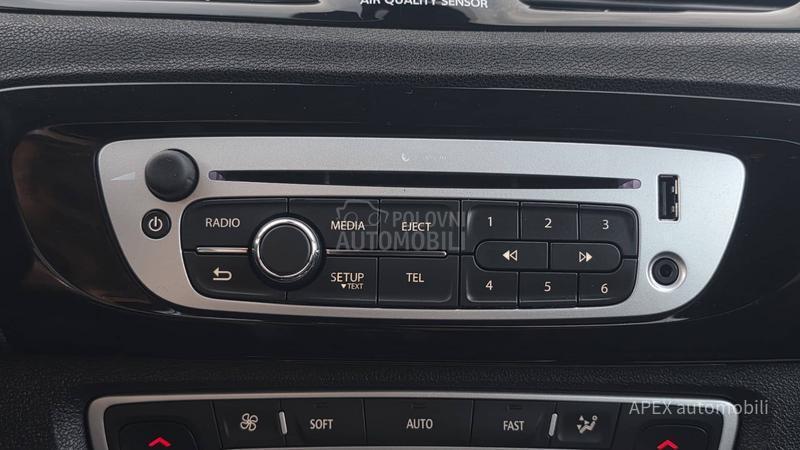 AIR QUALITY SENSOR
RADIO MEDIA EJECT 1 2 3
POLOVNI
AUTOMOBILI
SETUP TEL 4 5 6
▼TEXT
APEX automobili
SOFT AUTO FAST